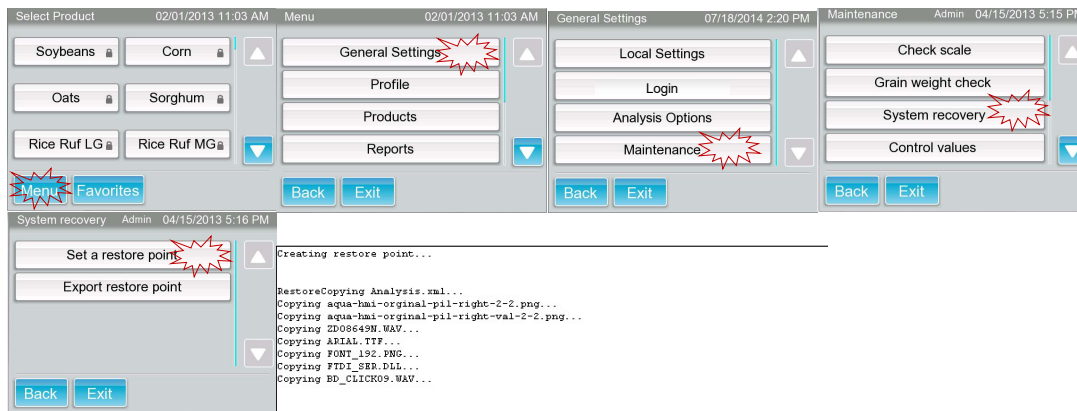 Select Product 02/01/2013 11:03 AM
Soybeans Corn
Oats Sorghum
Rice Ruf LG Rice Ruf MG
Menu Favorites
Menu 02/01/2013 11:03 AM
General Settings
Profile
Products
Reports
Back Exit
General Settings 07/18/2014 2:20 PM
Local Settings
Login
Analysis Options
Maintenance
Back Exit
Maintenance Admin 04/15/2013 5:15 PM
Check scale
Grain weight check
System recovery
Control values
Back Exit
System recovery Admin 04/15/2013 5:16 PM
Set a restore point
Export restore point
Back Exit
Creating restore point...
RestoreCopying Analysis.xml...
Copying aqua-hmi-orginal-pil-right-2-2.png...
Copying aqua-hmi-orginal-pil-right-val-2-2.png...
Copying ZD08649N.WAV...
Copying ARIAL.TTF...
Copying FONT_192.PNG...
Copying FTDI_SER.DLL...
Copying BD_CLICK09.WAV...